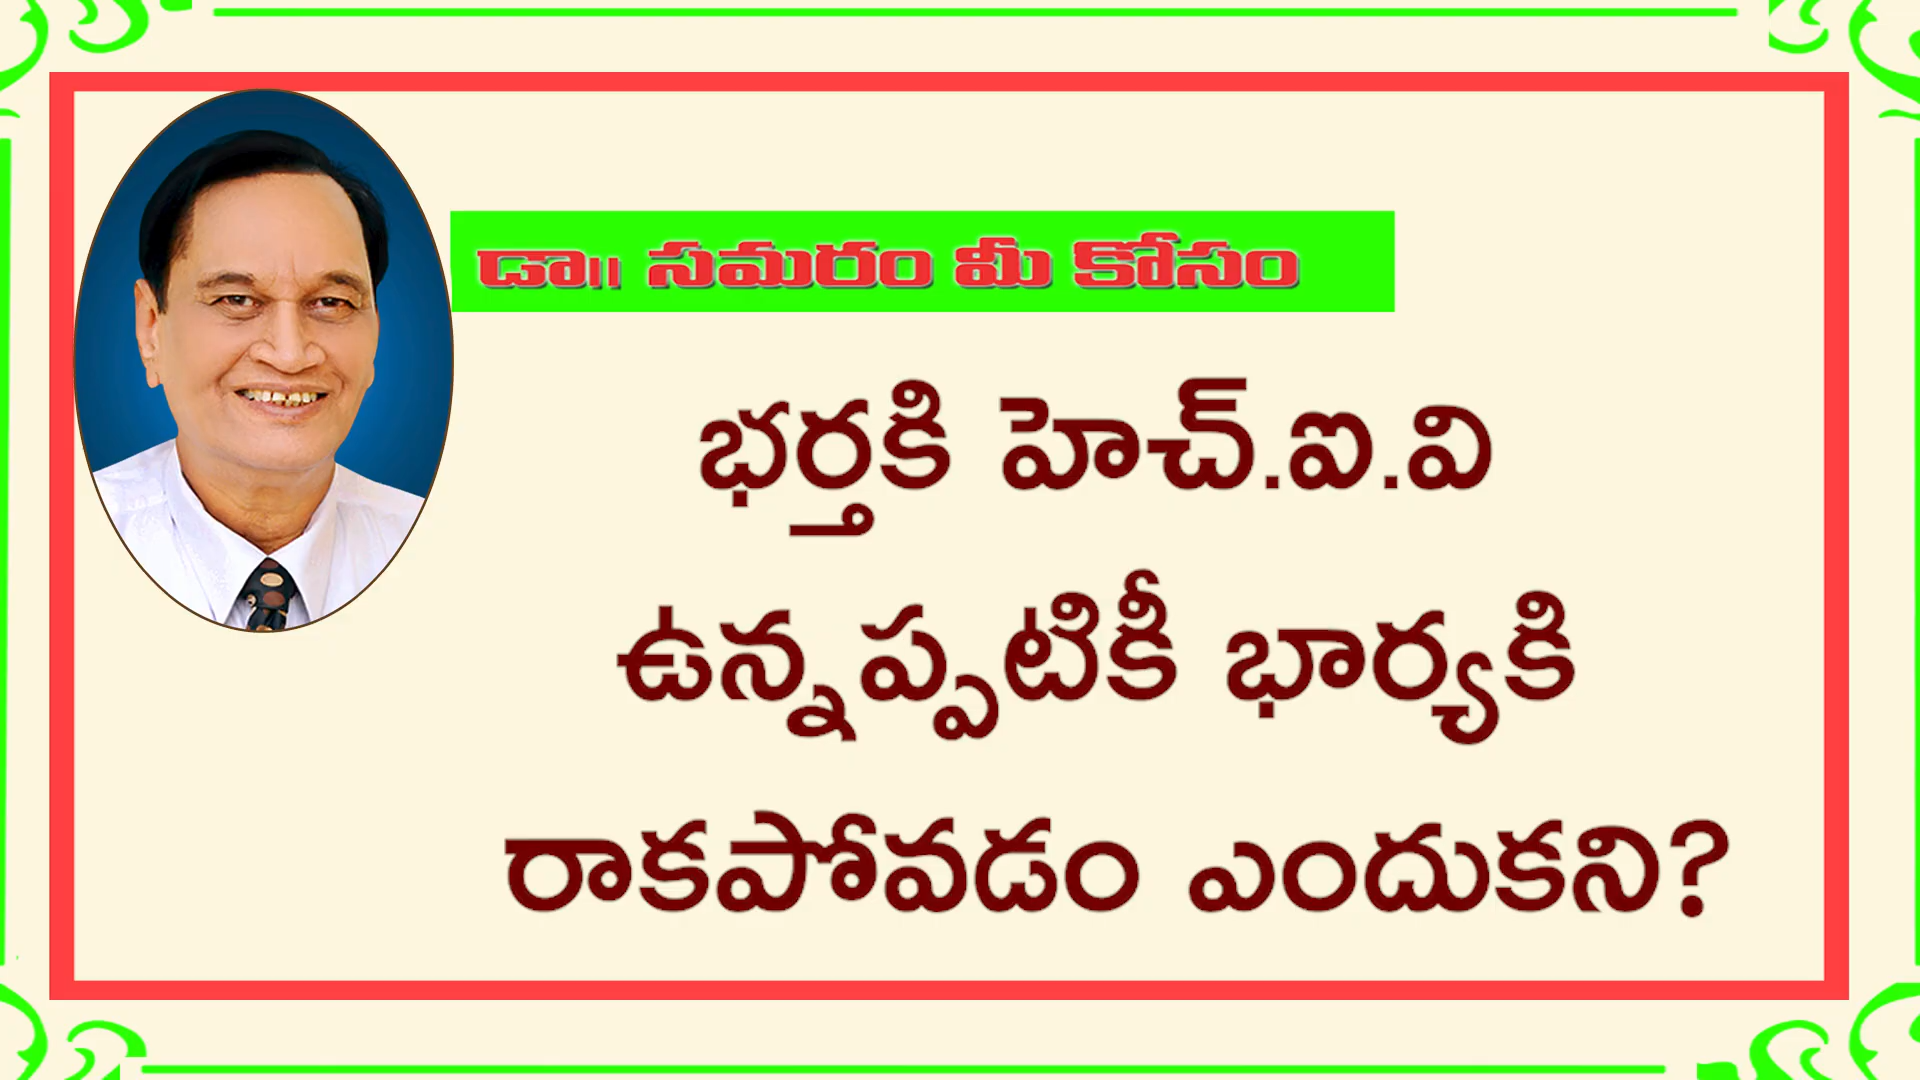 డా|| సమరం మీ కోసం
భర్తకి హెచ్.ఐ.వి
ఉన్నప్పటికీ భార్యకి
రాకపోవడం ఎందుకని?